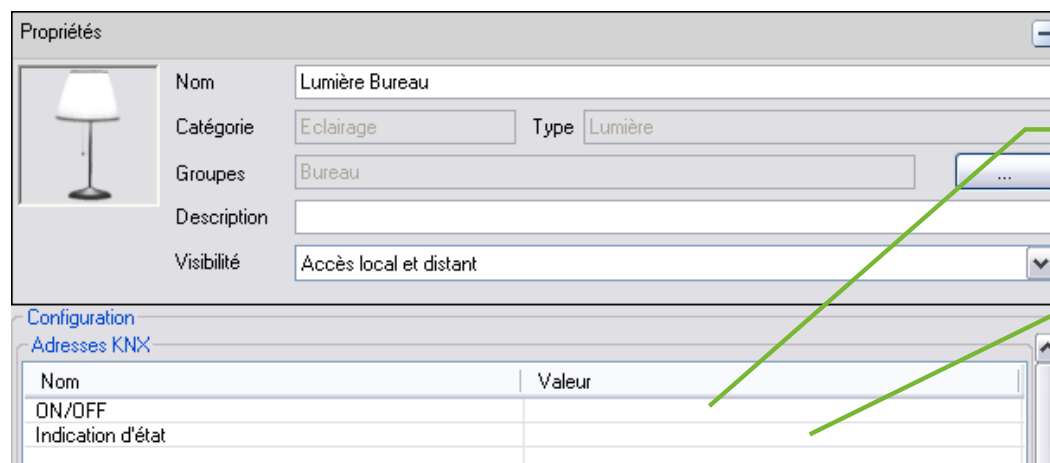 Propriétés
Nom Lumière Bureau
Catégorie Eclairage Type Lumière
Groupes Bureau ...
Description
Visibilité Accès local et distant
Configuration
Adresses KNX
Nom Valeur
ON/OFF
Indication d'état